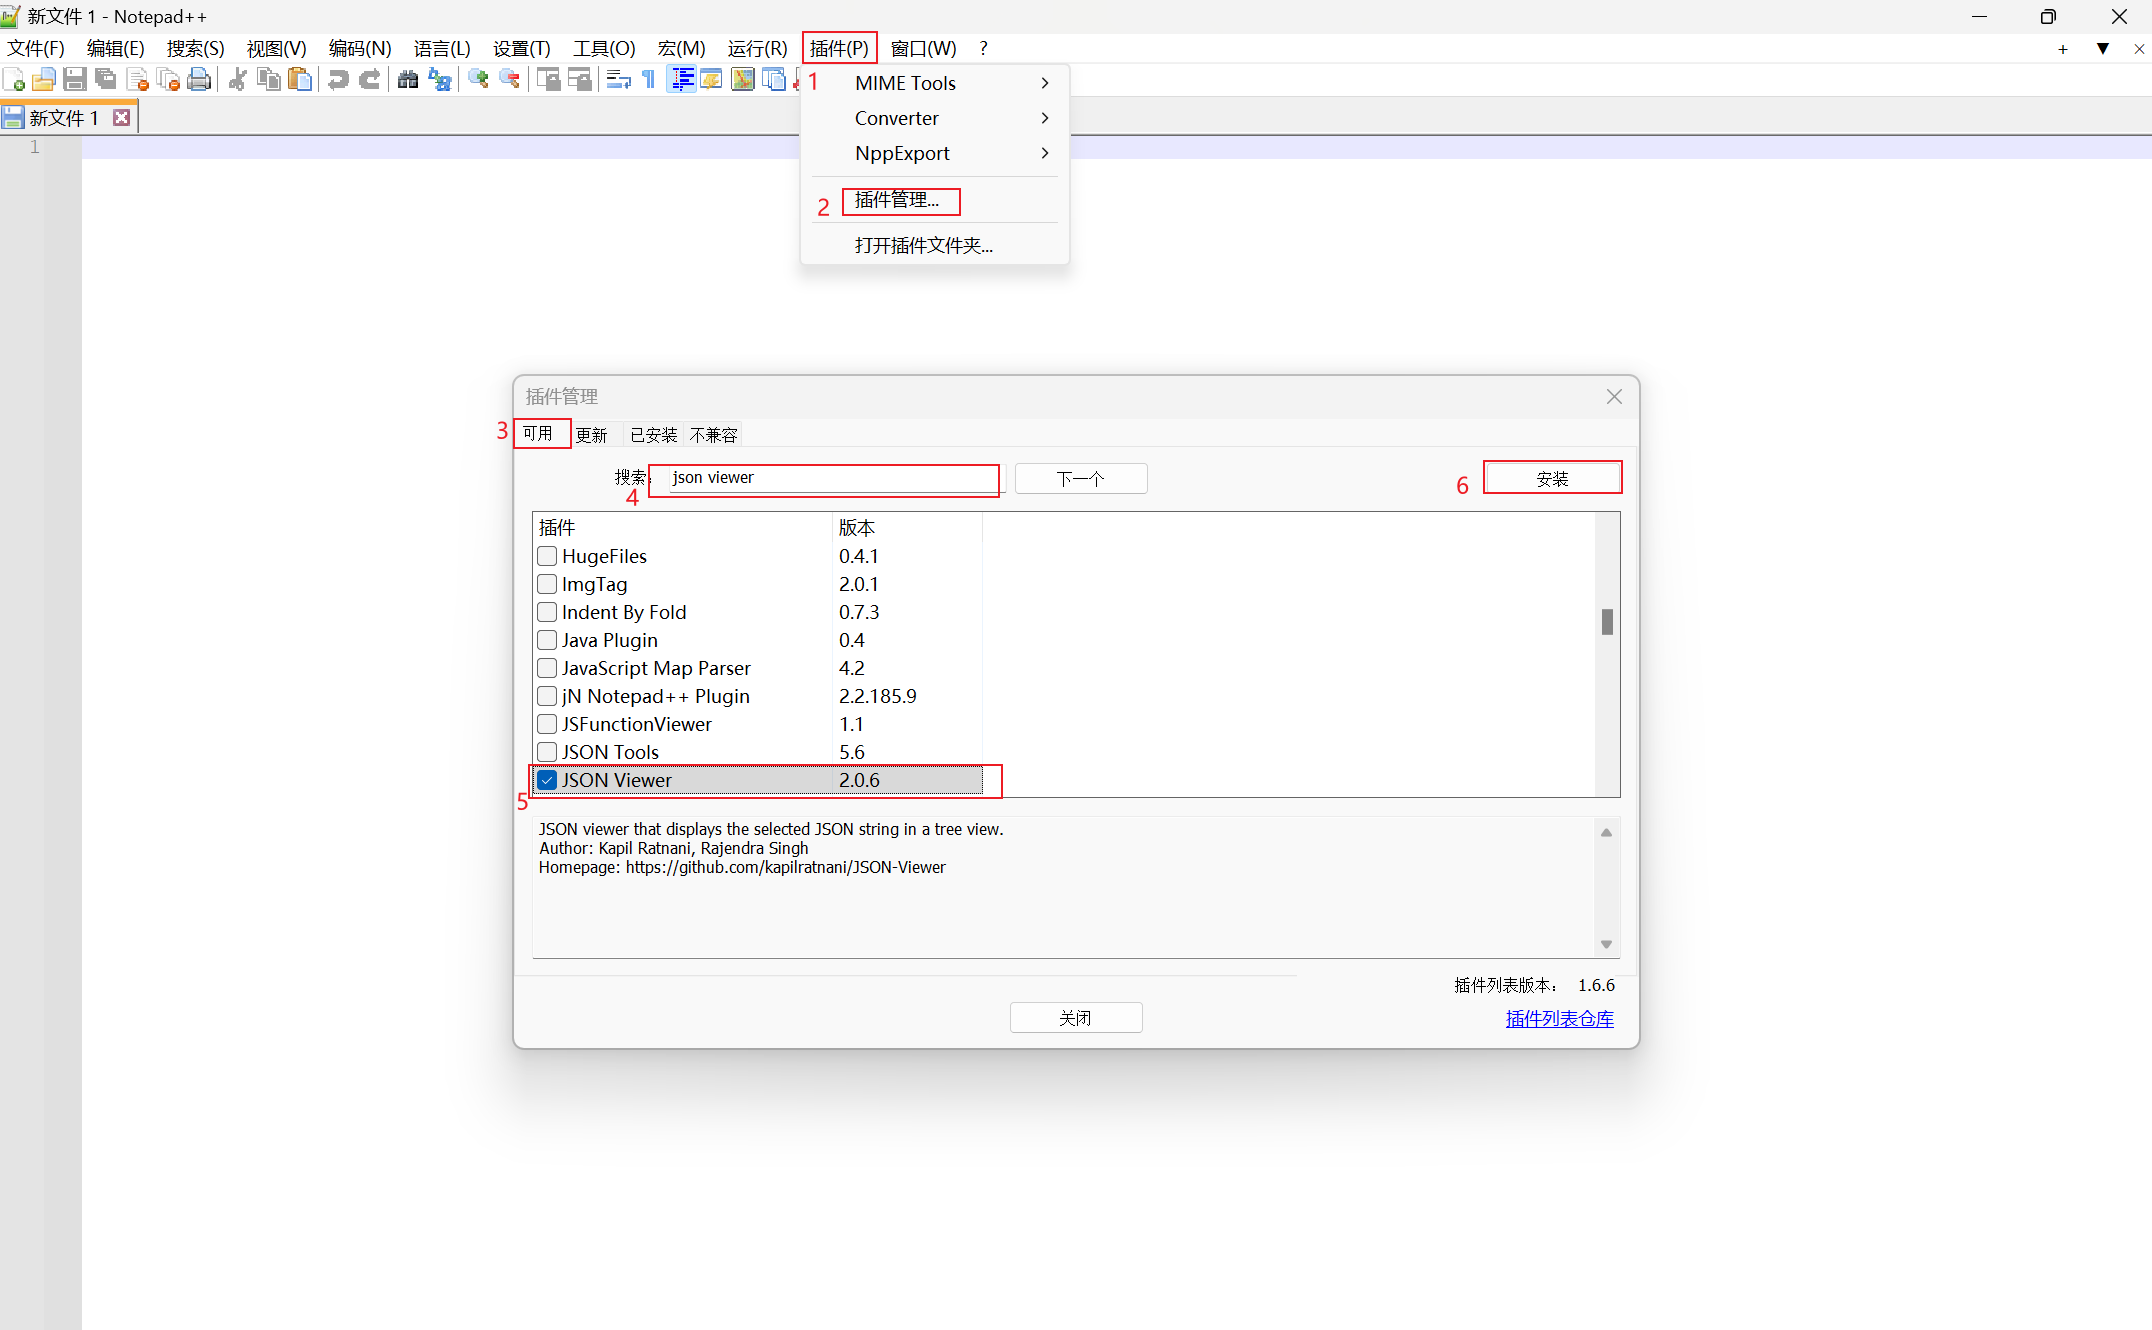 新文件 1 - Notepad++
文件(F) 编辑(E) 搜索(S) 视图(V) 编码(N) 语言(L) 设置(T) 工具(O) 宏(M) 运行(R) 插件(P) 窗口(W) ?
新文件 1
1
1 MIME Tools
Converter
NppExport
2 插件管理...
打开插件文件夹...
插件管理
3 可用 更新 已安装 不兼容
搜索: json viewer 下一个 6 安装
4
插件 版本
HugeFiles 0.4.1
ImgTag 2.0.1
Indent By Fold 0.7.3
Java Plugin 0.4
JavaScript Map Parser 4.2
jN Notepad++ Plugin 2.2.185.9
JSFunctionViewer 1.1
JSON Tools 5.6
JSON Viewer 2.0.6
5
JSON viewer that displays the selected JSON string in a tree view.
Author: Kapil Ratnani, Rajendra Singh
Homepage: https://github.com/kapilratnani/JSON-Viewer
插件列表版本: 1.6.6
关闭 插件列表仓库